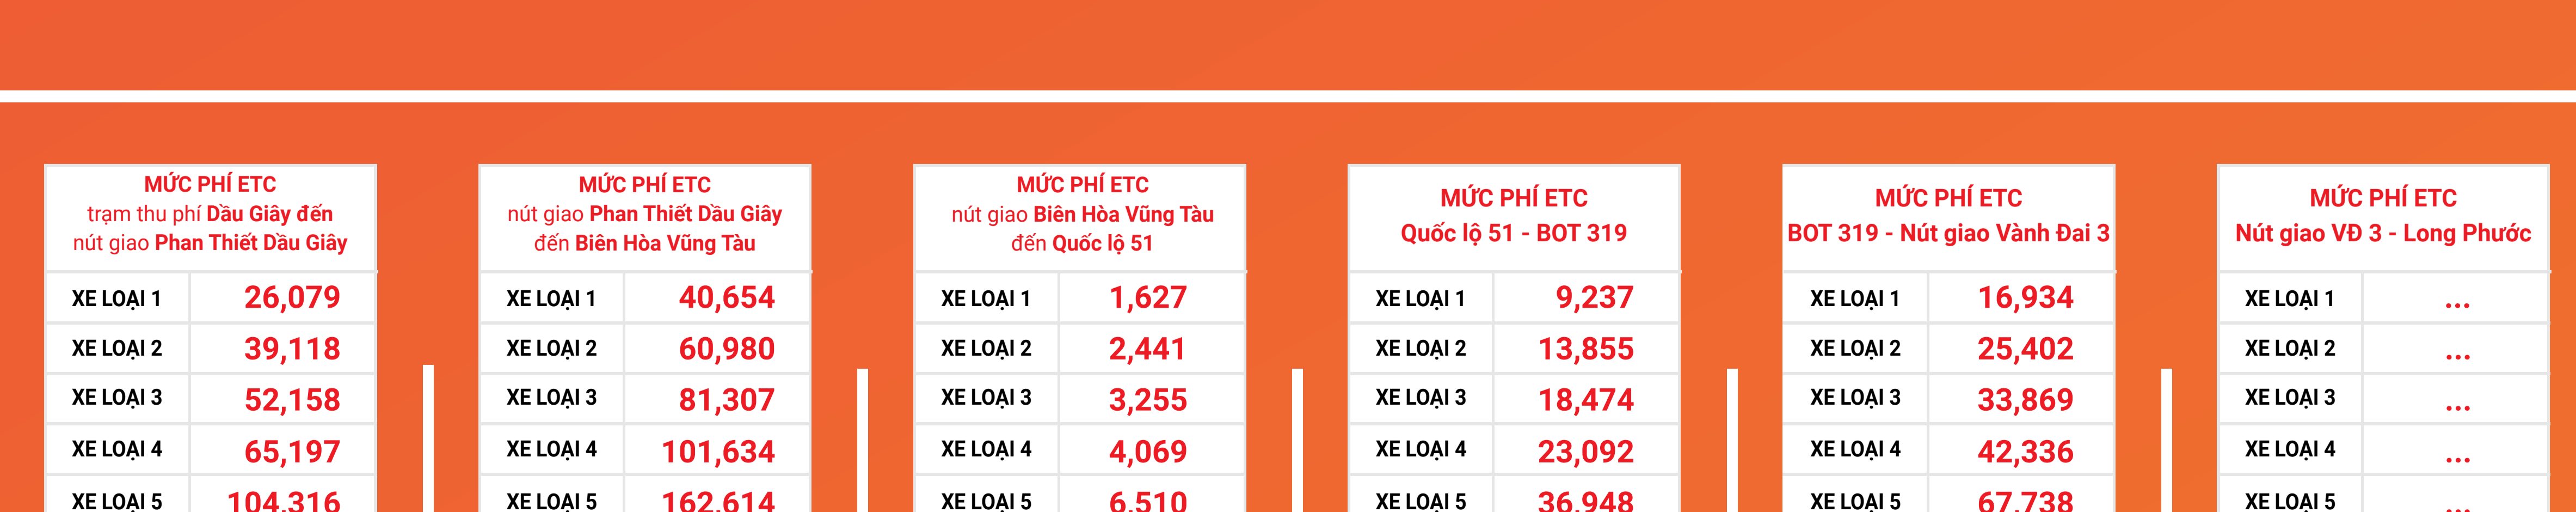 MỨC PHÍ ETC
trạm thu phí Dầu Giây đến
nút giao Phan Thiết Dầu Giây
XE LOẠI 1 26,079
XE LOẠI 2 39,118
XE LOẠI 3 52,158
XE LOẠI 4 65,197
XE LOẠI 5 104,316
MỨC PHÍ ETC
nút giao Phan Thiết Dầu Giây
đến Biên Hòa Vũng Tàu
XE LOẠI 1 40,654
XE LOẠI 2 60,980
XE LOẠI 3 81,307
XE LOẠI 4 101,634
XE LOẠI 5 162,614
MỨC PHÍ ETC
nút giao Biên Hòa Vũng Tàu
đến Quốc lộ 51
XE LOẠI 1 1,627
XE LOẠI 2 2,441
XE LOẠI 3 3,255
XE LOẠI 4 4,069
XE LOẠI 5 6,510
MỨC PHÍ ETC
Quốc lộ 51 - BOT 319
XE LOẠI 1 9,237
XE LOẠI 2 13,855
XE LOẠI 3 18,474
XE LOẠI 4 23,092
XE LOẠI 5 36,948
MỨC PHÍ ETC
BOT 319 - Nút giao Vành Đai 3
XE LOẠI 1 16,934
XE LOẠI 2 25,402
XE LOẠI 3 33,869
XE LOẠI 4 42,336
XE LOẠI 5 67,738
MỨC PHÍ ETC
Nút giao VĐ 3 - Long Phước
XE LOẠI 1 ...
XE LOẠI 2 ...
XE LOẠI 3 ...
XE LOẠI 4 ...
XE LOẠI 5 ...